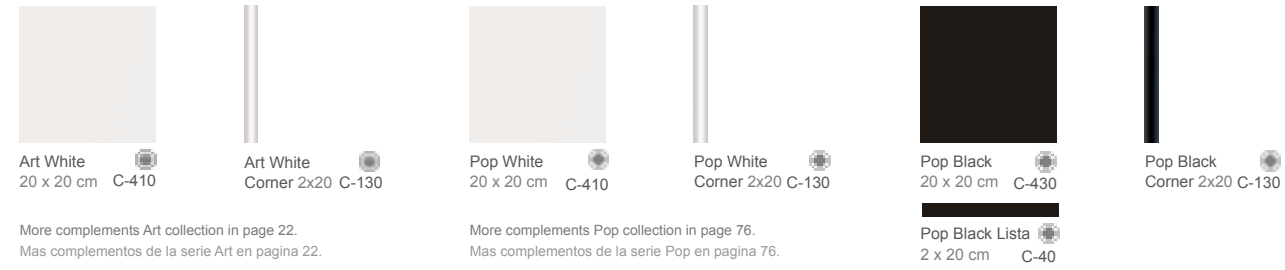 Art White
20 x 20 cm C-410
Art White
Corner 2x20 C-130
Pop White
20 x 20 cm C-410
Pop White
Corner 2x20 C-130
Pop Black
20 x 20 cm C-430
Pop Black
Corner 2x20 C-130
More complements Art collection in page 22.
Mas complementos de la serie Art en pagina 22.
More complements Pop collection in page 76.
Mas complementos de la serie Pop en pagina 76.
Pop Black Lista
2 x 20 cm C-40